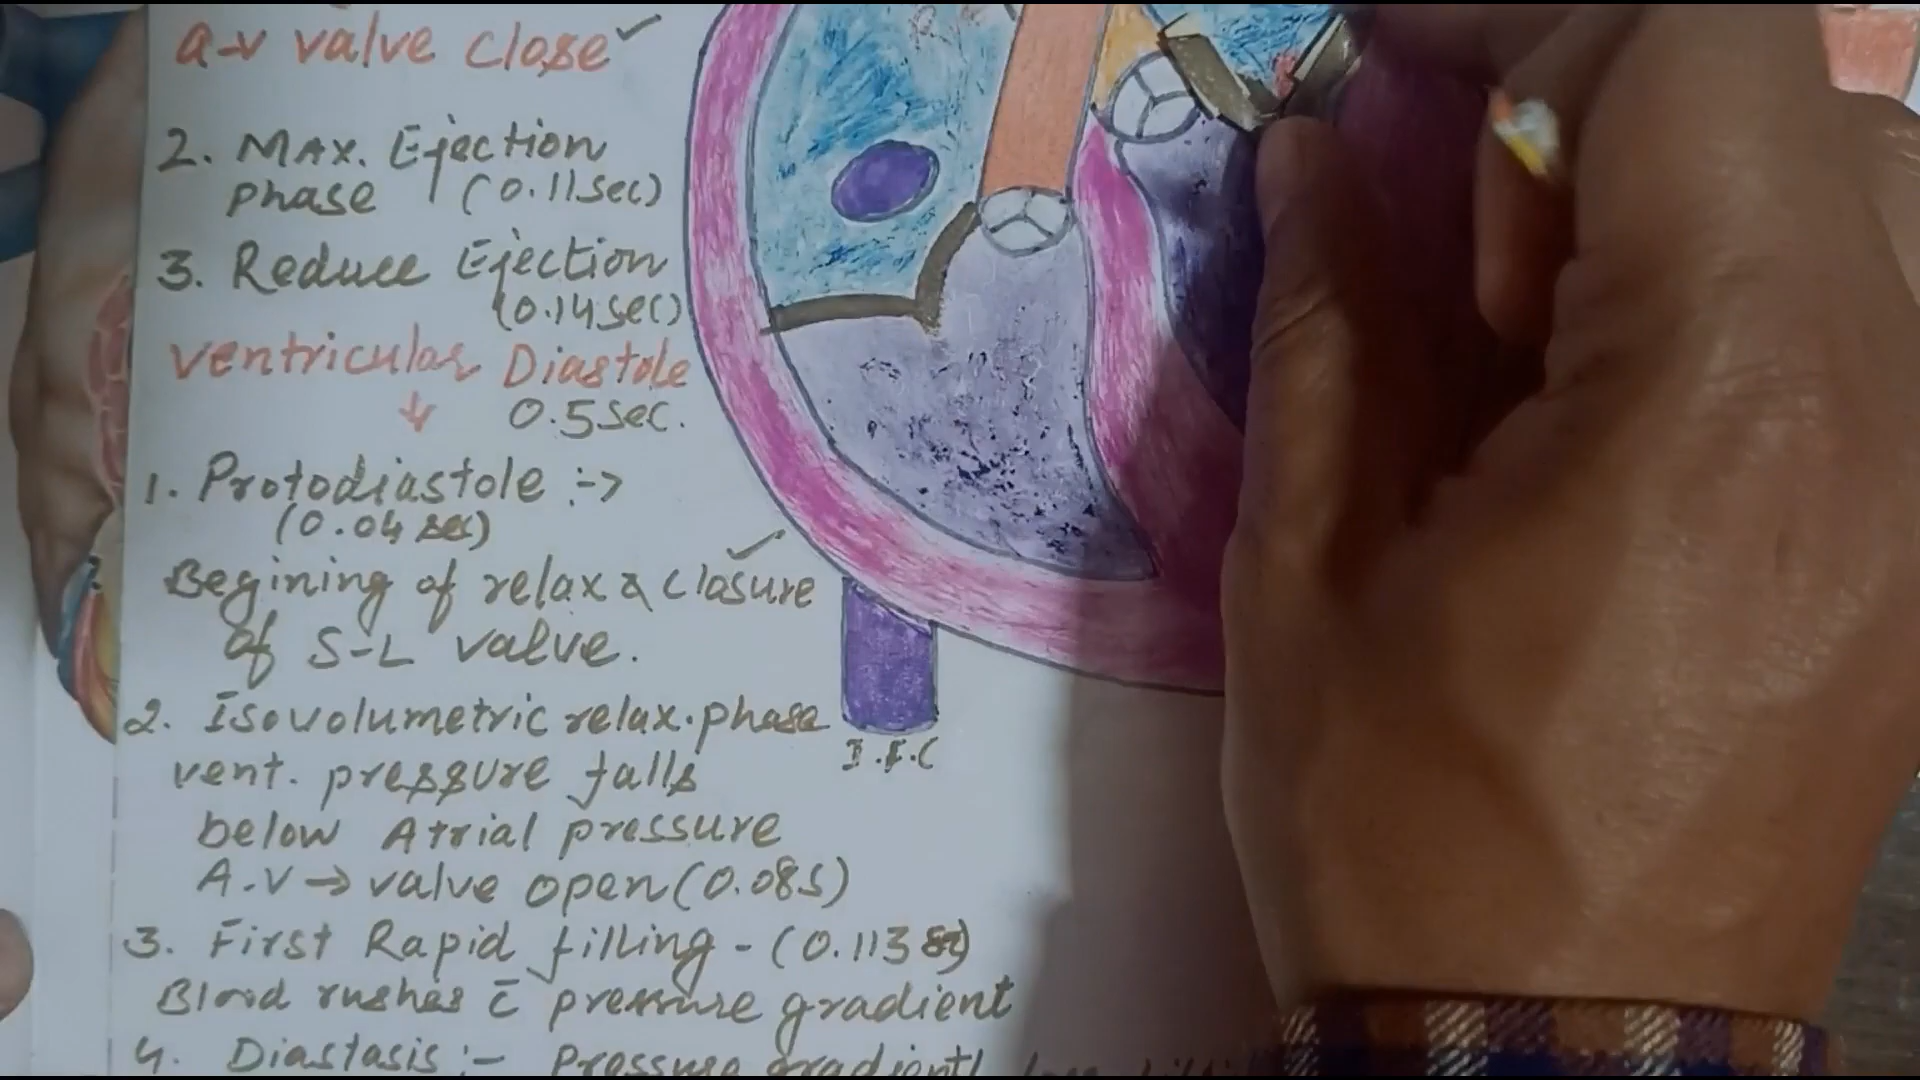 a-v valve close ✓
2. MAX. Ejection
phase (0.11sec)
3. Reduce Ejection
(0.14sec)
ventricular Diastole
↓ 0.5sec.
1. Protodiastole :->
(0.04 sec)
Begining of relax & closure
of S-L valve.
2. Isovolumetric relax. phase
vent. pressure falls
below Atrial pressure
A.V → valve open (0.08S)
3. First Rapid filling - (0.113
Blood rushes c̄ pressure gradient
4. Diastasis :- Pressure gradient